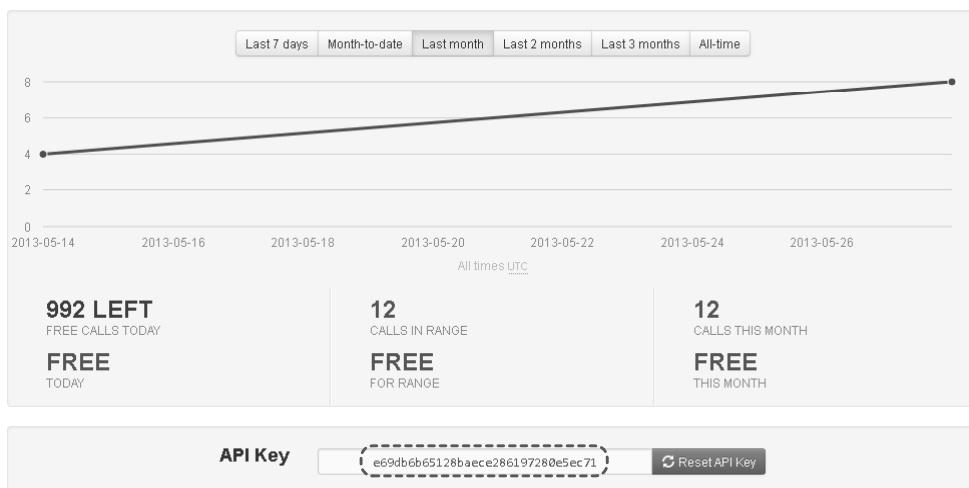 Last 7 days Month-to-date Last month Last 2 months Last 3 months All-time
8
6
4
2
0
2013-05-14 2013-05-16 2013-05-18 2013-05-20 2013-05-22 2013-05-24 2013-05-26
All times UTC
992 LEFT 12 12
FREE CALLS TODAY CALLS IN RANGE CALLS THIS MONTH
FREE FREE FREE
TODAY FOR RANGE THIS MONTH
API Key e69db6b65128baece286197280e5ec71 Reset API Key